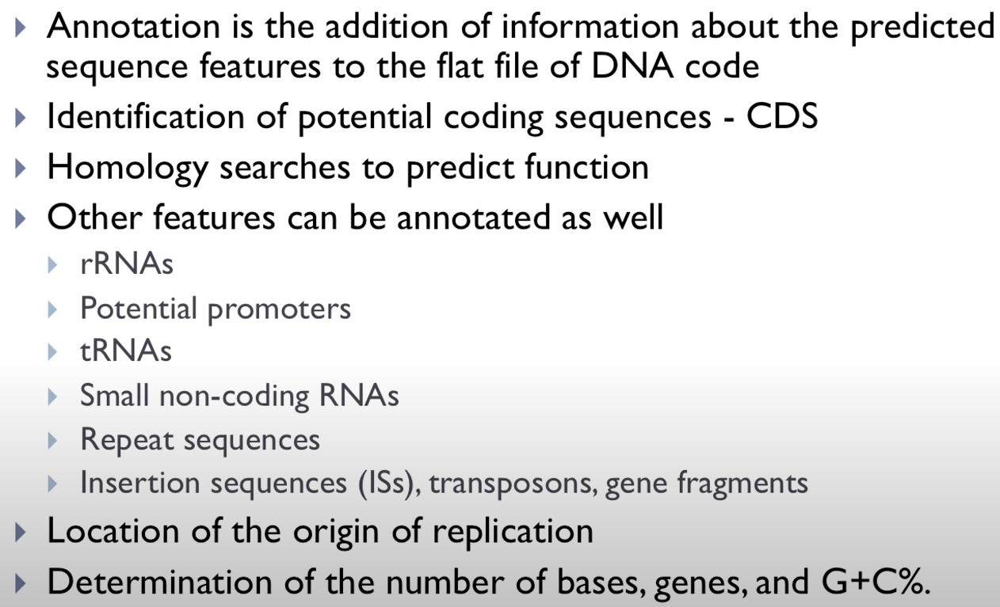 Annotation is the addition of information about the predicted
sequence features to the flat file of DNA code
Identification of potential coding sequences - CDS
Homology searches to predict function
Other features can be annotated as well
rRNAs
Potential promoters
tRNAs
Small non-coding RNAs
Repeat sequences
Insertion sequences (ISs), transposons, gene fragments
Location of the origin of replication
Determination of the number of bases, genes, and G+C%.